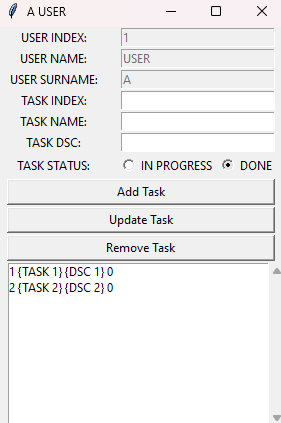 A USER
USER INDEX: 1
USER NAME: USER
USER SURNAME: A
TASK INDEX:
TASK NAME:
TASK DSC:
TASK STATUS: IN PROGRESS DONE
Add Task
Update Task
Remove Task
1 {TASK 1} {DSC 1} 0
2 {TASK 2} {DSC 2} 0